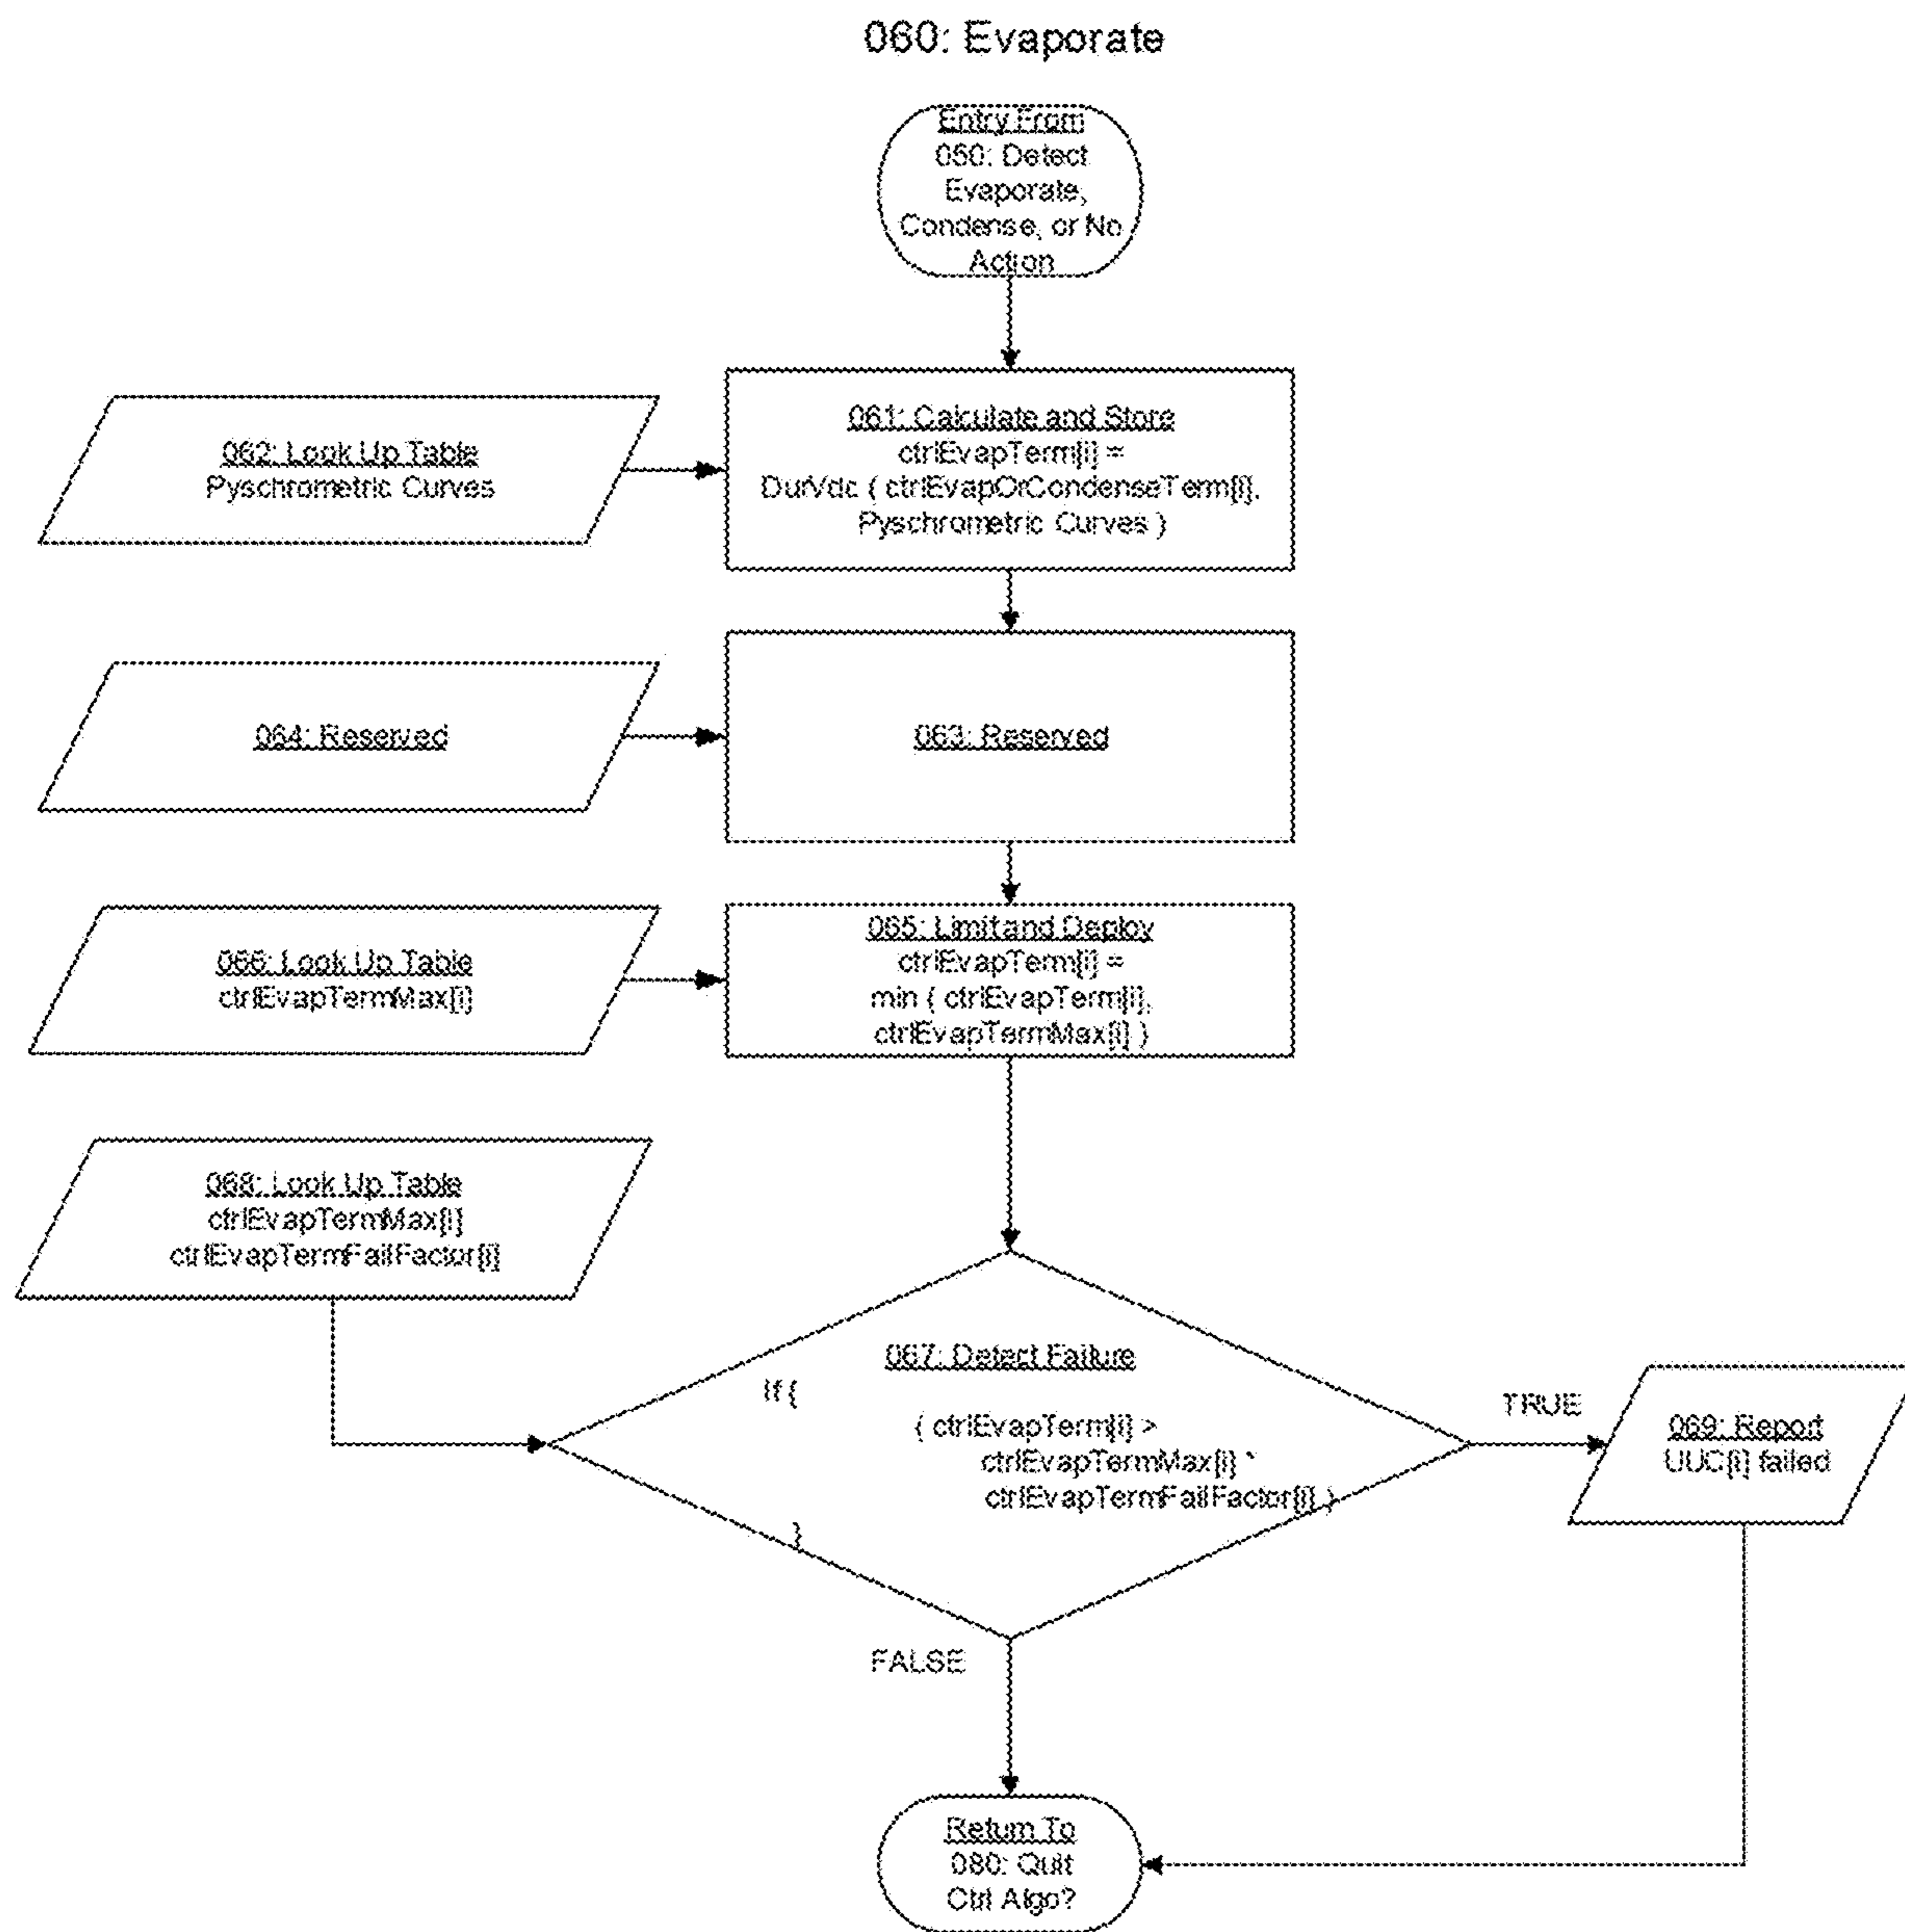 060: Evaporate
Entry From
050: Detect
Evaporate,
Condense, or No
Action
062: Look Up Table
Pyschrometric Curves
061: Calculate and Store
ctrlEvapTerm[i] =
( ctrlEvapOrCondenseTerm[i],
Pyschrometric Curves )
064: Reserved
063: Reserved
066: Look Up Table
ctrlEvapTermMax[i]
065: Limit and Deploy
ctrlEvapTerm[i] =
min ( ctrlEvapTerm[i],
ctrlEvapTermMax[i] )
068: Look Up Table
ctrlEvapTermMax[i]
ctrlEvapTermFailFactor[i]
067: Detect Failure
If {
( ctrlEvapTerm[i] >
ctrlEvapTermMax[i] *
ctrlEvapTermFailFactor[i] )
}
TRUE
069: Report
UUC[i] failed
FALSE
Return To
080: Quit
Ctrl Algo?